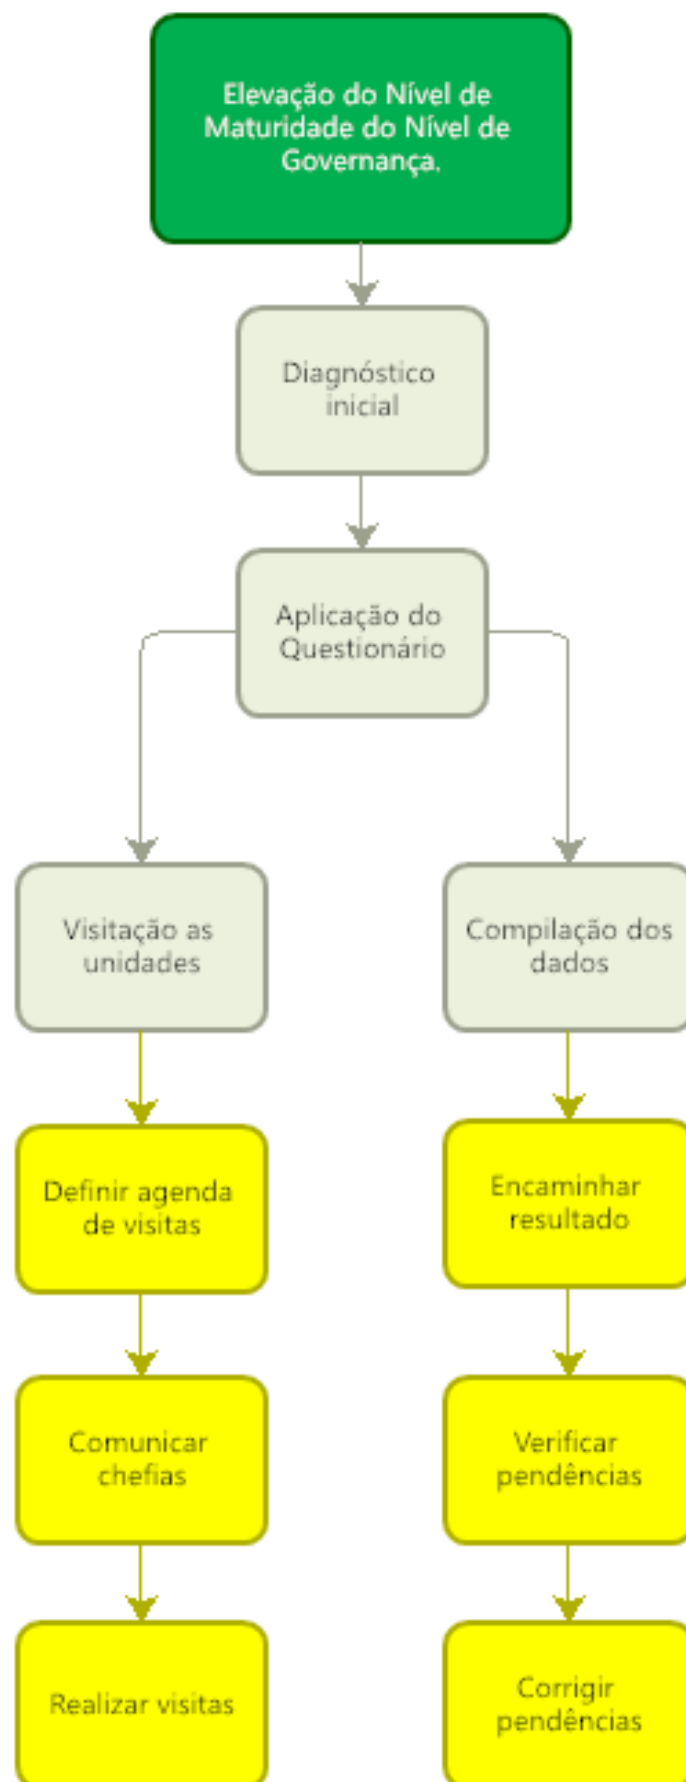 Elevação do Nível de
Maturidade do Nível de
Governança.
Diagnóstico
inicial
Aplicação do
Questionário
Visitação as
unidades
Compilação dos
dados
Definir agenda
de visitas
Encaminhar
resultado
Comunicar
chefias
Verificar
pendências
Realizar visitas
Corrigir
pendências